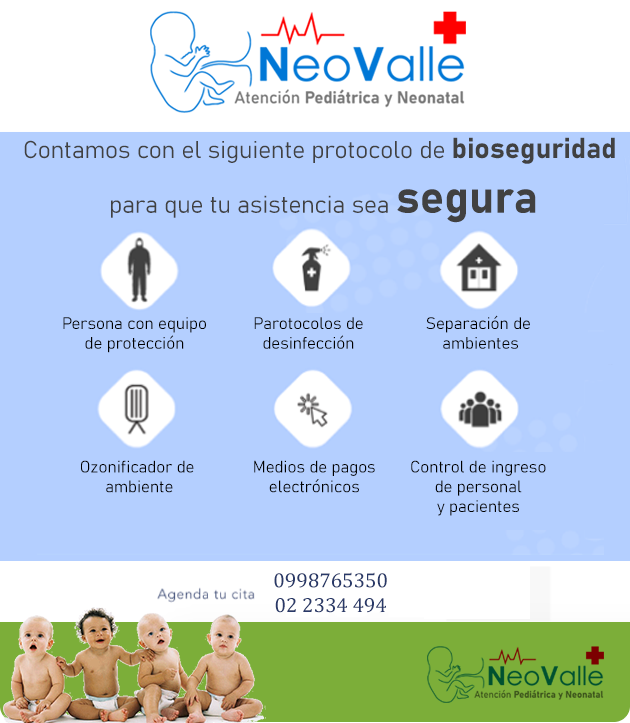 NeoValle
Atención Pediátrica y Neonatal
Contamos con el siguiente protocolo de bioseguridad
para que tu asistencia sea segura
Persona con equipo
de protección
Parotocolos de
desinfección
Separación de
ambientes
Ozonificador de
ambiente
Medios de pagos
electrónicos
Control de ingreso
de personal
y pacientes
Agenda tu cita
0998765350
02 2334 494
NeoValle
Atención Pediátrica y Neonatal